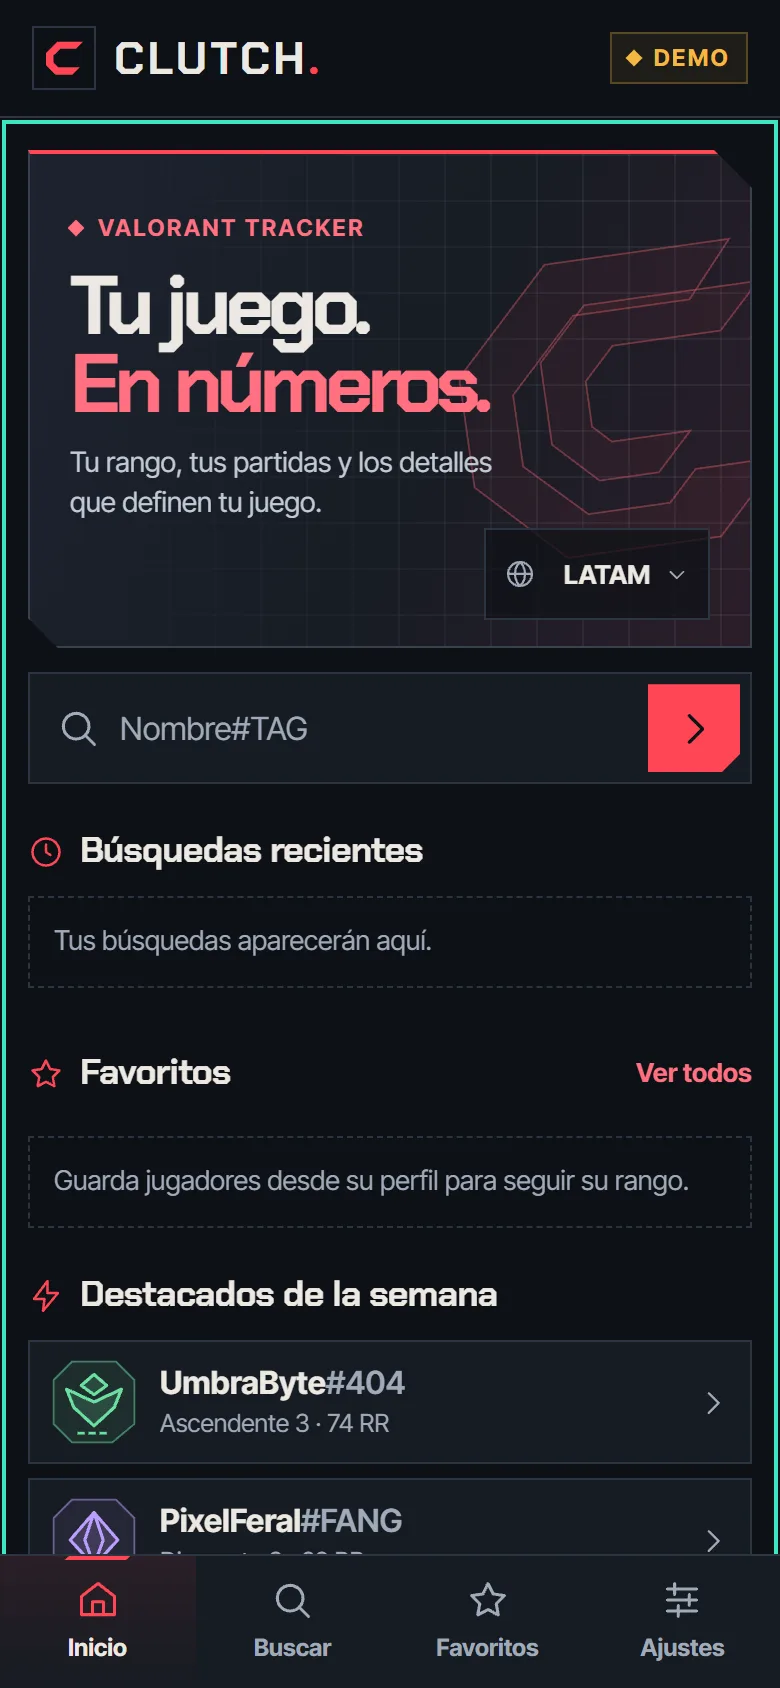 CLUTCH.
DEMO
VALORANT TRACKER
Tu juego.
En números.
Tu rango, tus partidas y los detalles
que definen tu juego.
LATAM
Nombre#TAG
Búsquedas recientes
Tus búsquedas aparecerán aquí.
Favoritos
Ver todos
Guarda jugadores desde su perfil para seguir su rango.
Destacados de la semana
UmbraByte#404
Ascendente 3 · 74 RR
PixelFeral#FANG
Inicio
Buscar
Favoritos
Ajustes